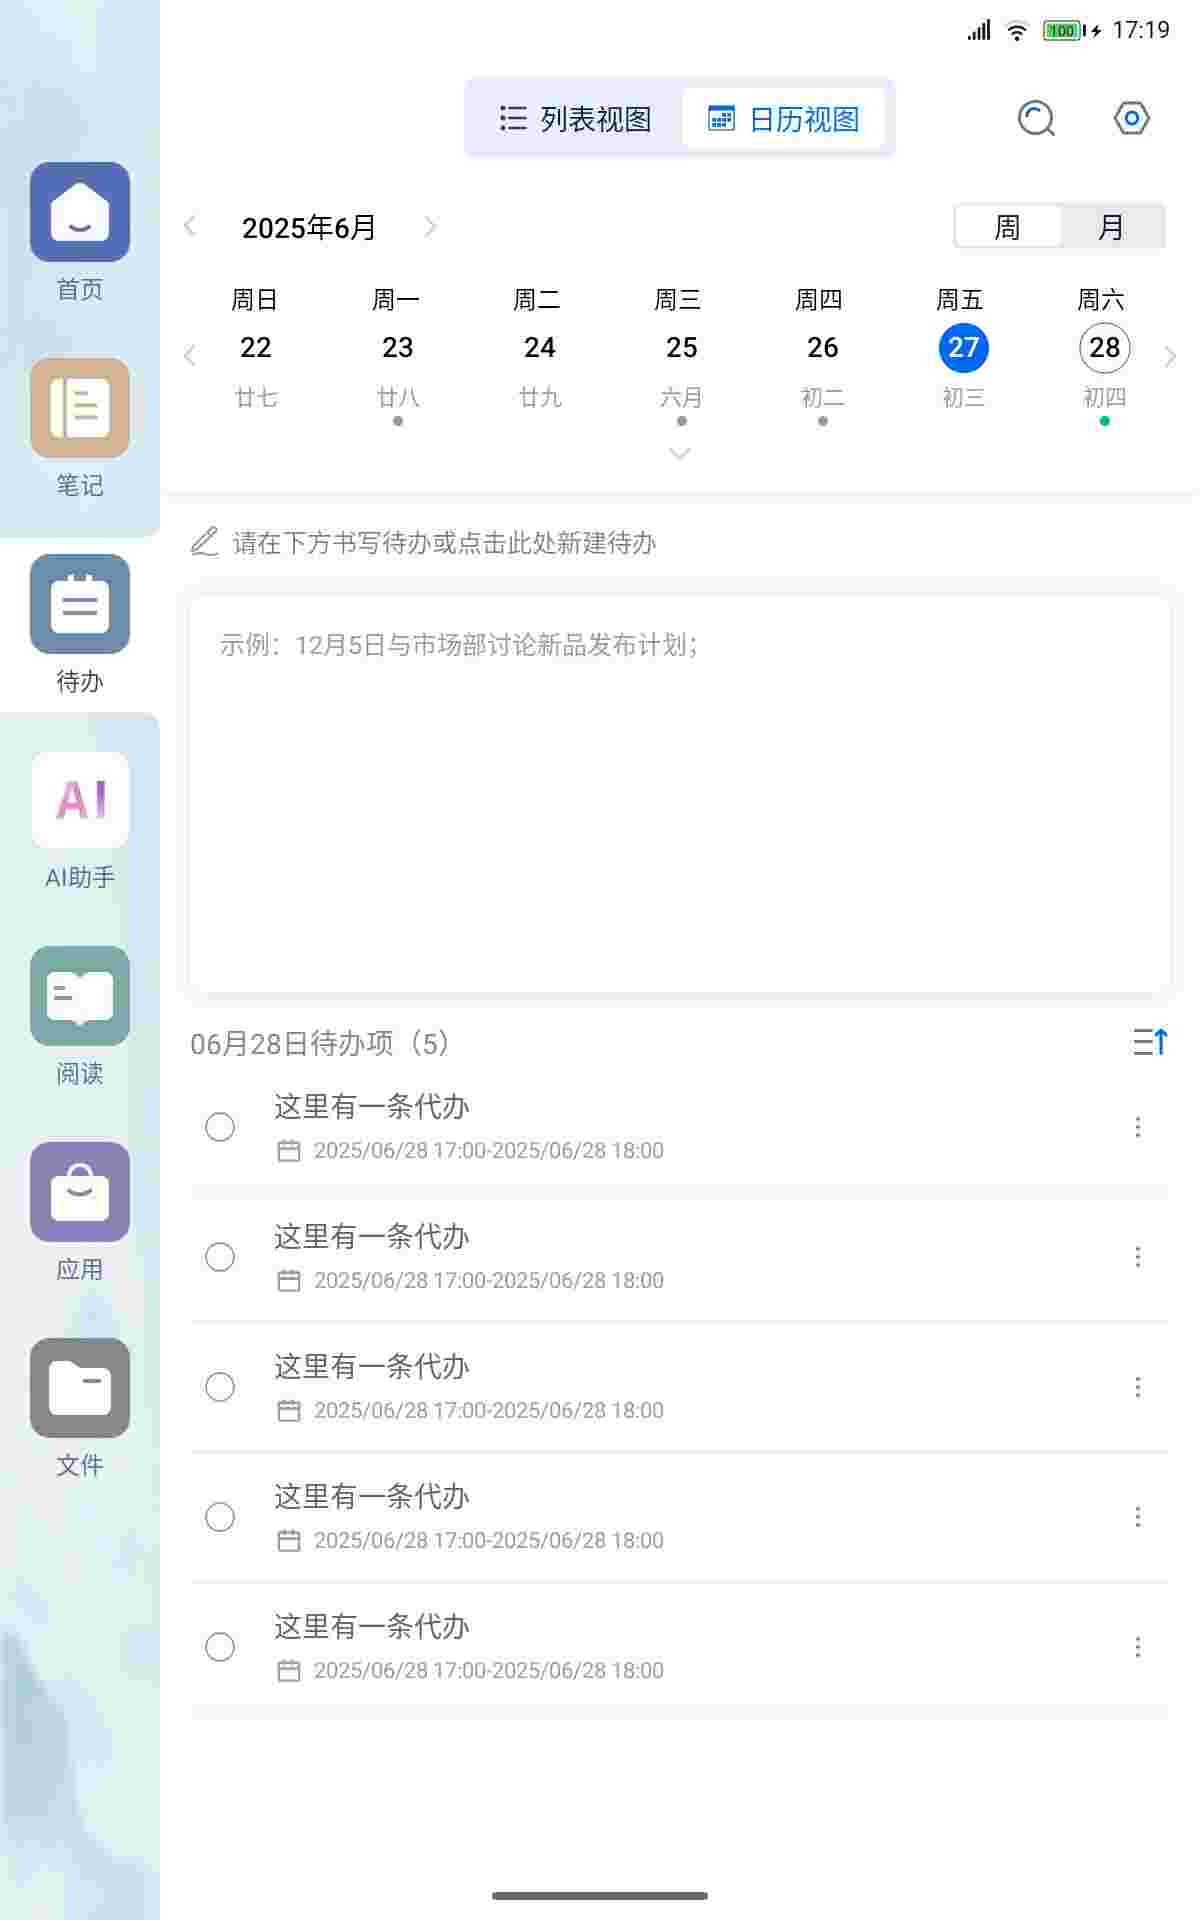 100 17:19
列表视图 日历视图
2025年6月 周 月
周日 周一 周二 周三 周四 周五 周六
22 23 24 25 26 27 28
廿七 廿八 廿九 六月 初二 初三 初四
请在下方书写待办或点击此处新建待办
示例：12月5日与市场部讨论新品发布计划；
06月28日待办项（5）
这里有一条代办
2025/06/28 17:00-2025/06/28 18:00
这里有一条代办
2025/06/28 17:00-2025/06/28 18:00
这里有一条代办
2025/06/28 17:00-2025/06/28 18:00
这里有一条代办
2025/06/28 17:00-2025/06/28 18:00
这里有一条代办
2025/06/28 17:00-2025/06/28 18:00
首页
笔记
待办
AI
AI助手
阅读
应用
文件